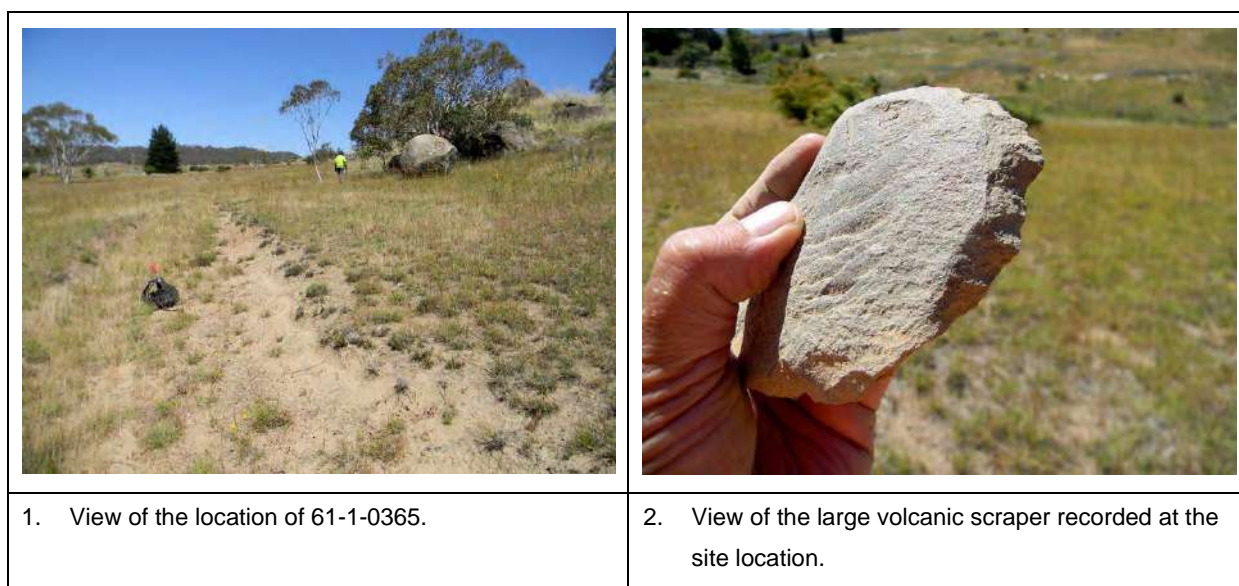 1. View of the location of 61-1-0365.
2. View of the large volcanic scraper recorded at the
site location.